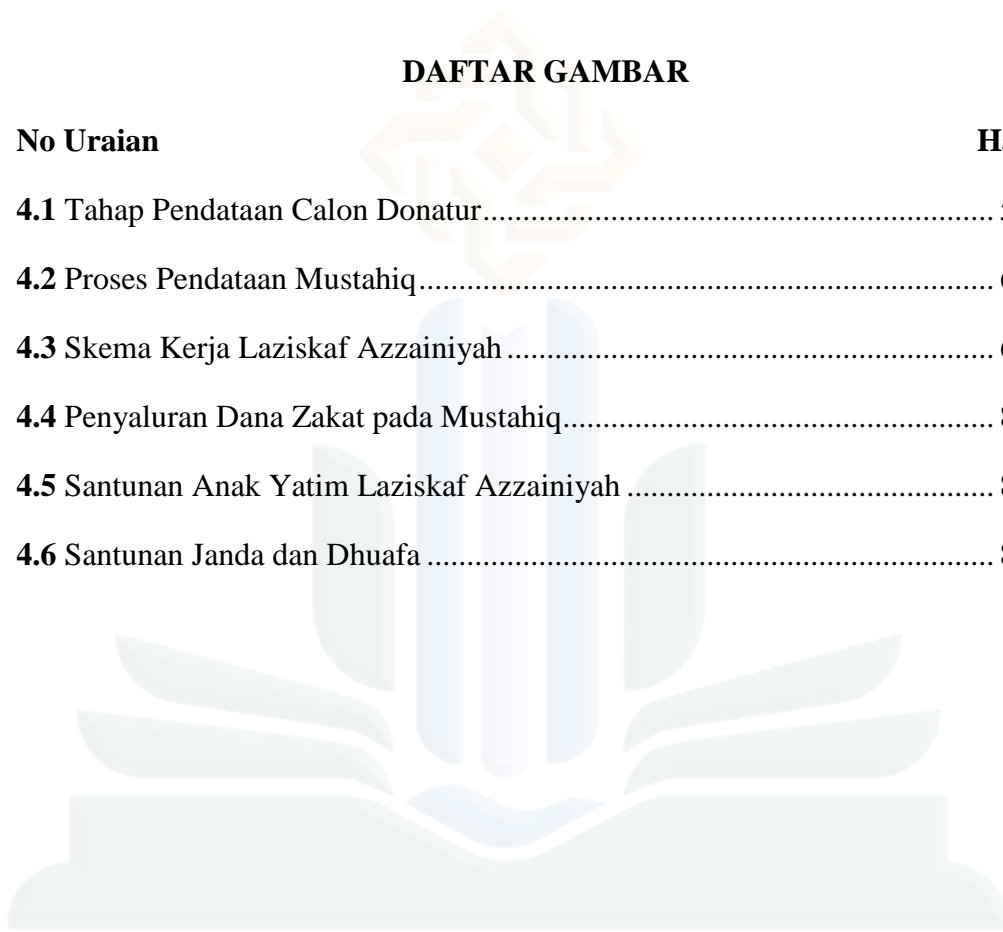 DAFTAR GAMBAR
No Uraian
4.1 Tahap Pendataan Calon Donatur
4.2 Proses Pendataan Mustahiq
4.3 Skema Kerja Laziskaf Azzainiyah
4.4 Penyaluran Dana Zakat pada Mustahiq
4.5 Santunan Anak Yatim Laziskaf Azzainiyah
4.6 Santunan Janda dan Dhuafa